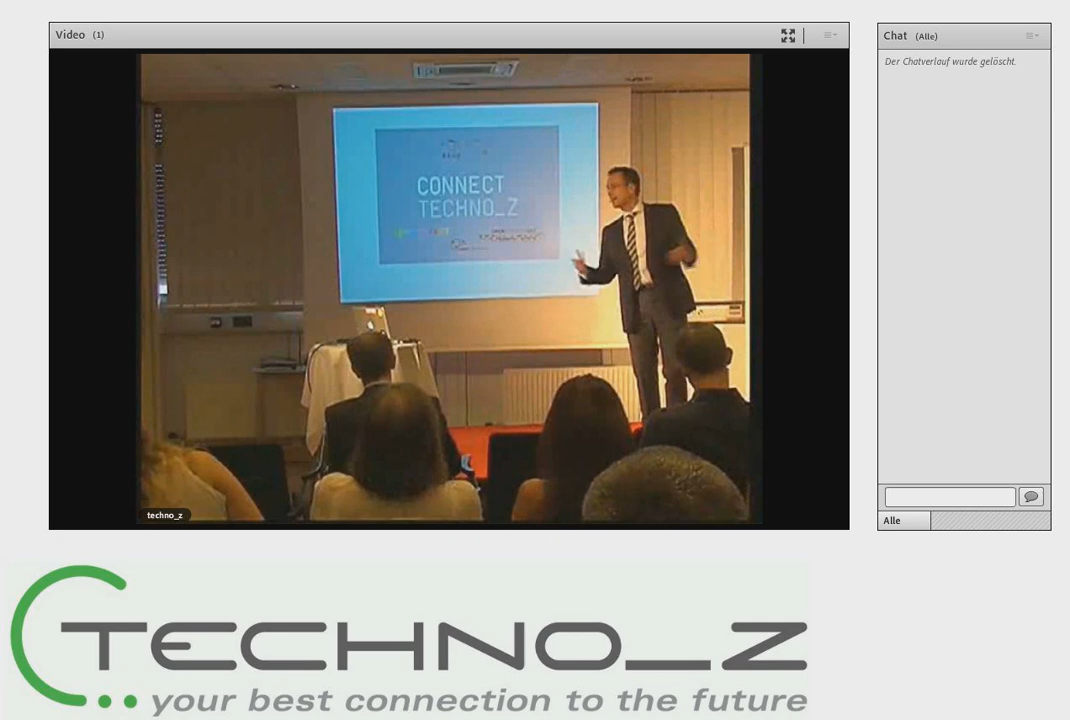 Video (1)
Chat (Alle)
Der Chatverlauf wurde gelöscht.
CONNECT
TECHNO_Z
techno_z
Alle
TECHNO_Z
your best connection to the future